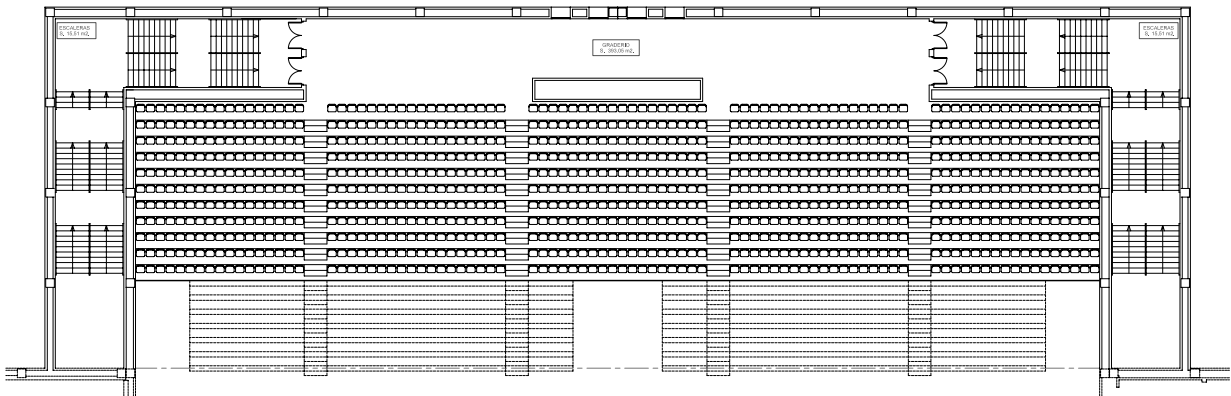 ESCALERAS
S. 15,51 m2.
GRADERIO
S. 393,05 m2.
ESCALERAS
S. 15,51 m2.